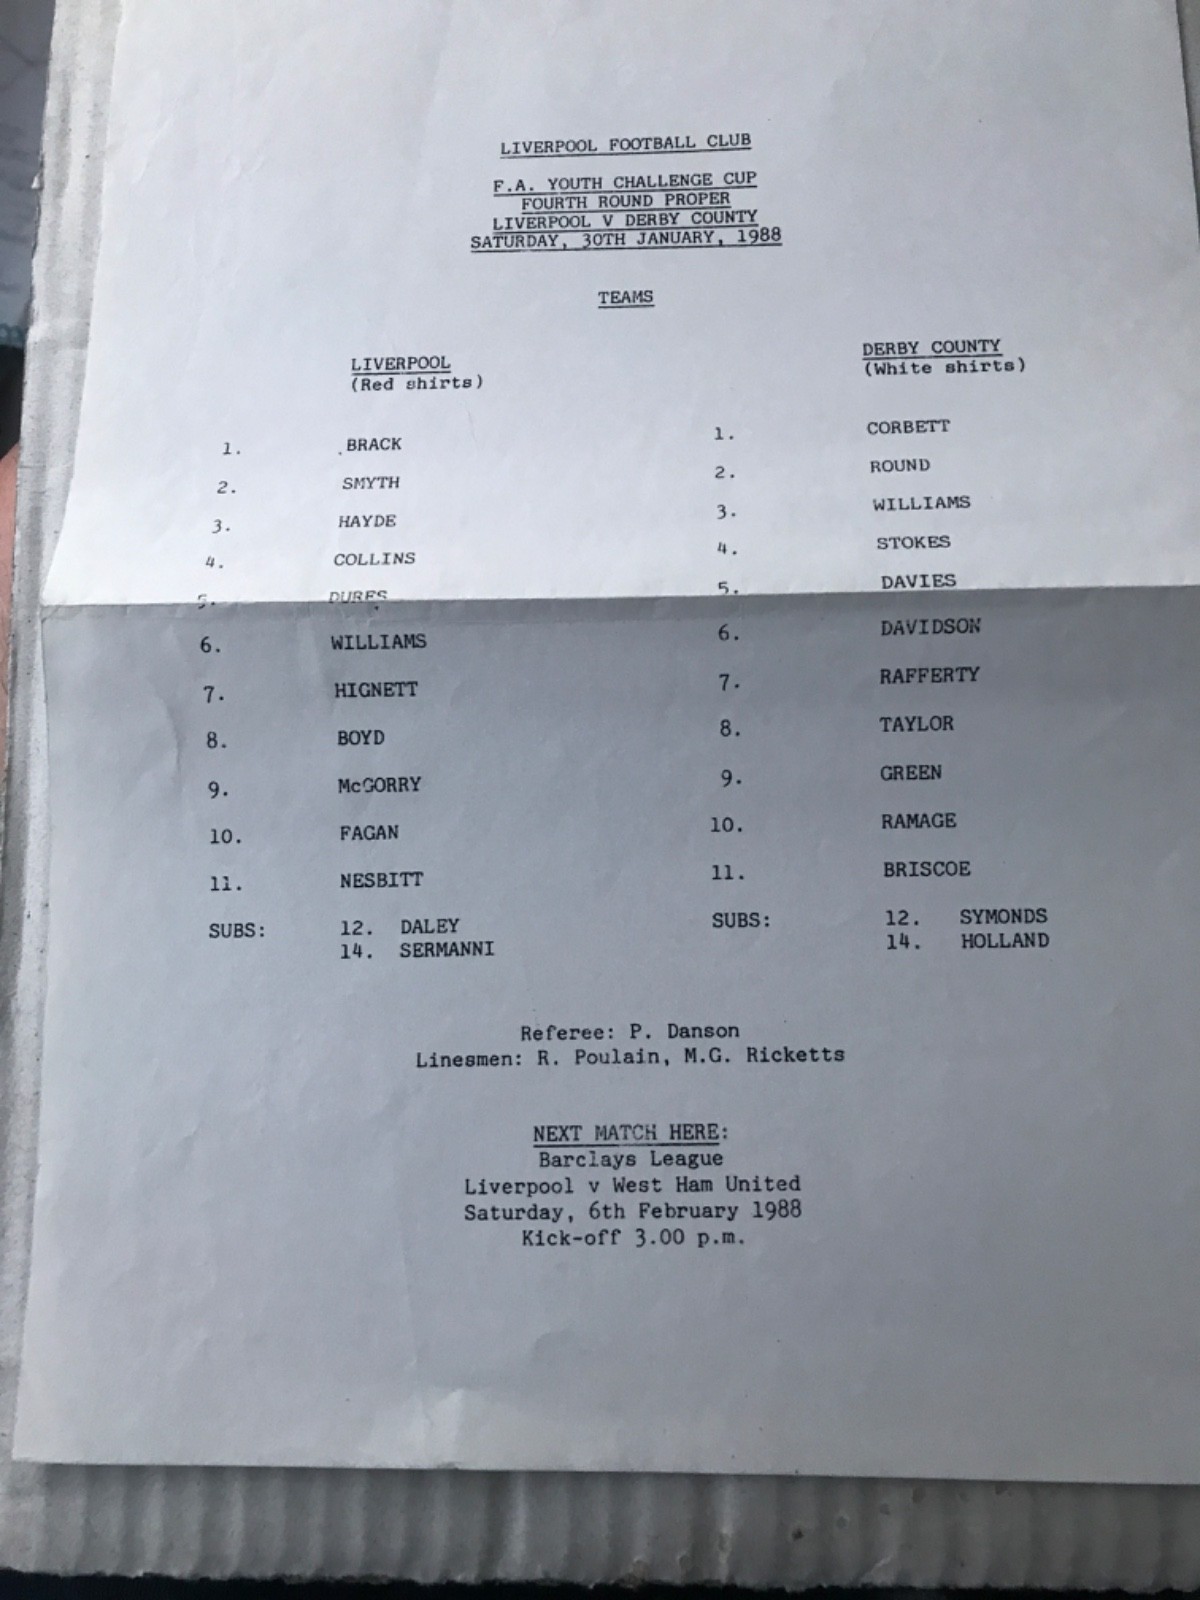 LIVERPOOL FOOTBALL CLUB
F.A. YOUTH CHALLENGE CUP
FOURTH ROUND PROPER
LIVERPOOL V DERBY COUNTY
SATURDAY, 30TH JANUARY, 1988
TEAMS
LIVERPOOL
(Red shirts)
1. BRACK
2. SMYTH
3. HAYDE
4. COLLINS
5. DURES
6. WILLIAMS
7. HIGNETT
8. BOYD
9. McGORRY
10. FAGAN
11. NESBITT
SUBS: 12. DALEY
14. SERMANNI
DERBY COUNTY
(White shirts)
1. CORBETT
2. ROUND
3. WILLIAMS
4. STOKES
5. DAVIES
6. DAVIDSON
7. RAFFERTY
8. TAYLOR
9. GREEN
10. RAMAGE
11. BRISCOE
SUBS: 12. SYMONDS
14. HOLLAND
Referee: P. Danson
Linesmen: R. Poulain, M.G. Ricketts
NEXT MATCH HERE:
Barclays League
Liverpool v West Ham United
Saturday, 6th February 1988
Kick-off 3.00 p.m.